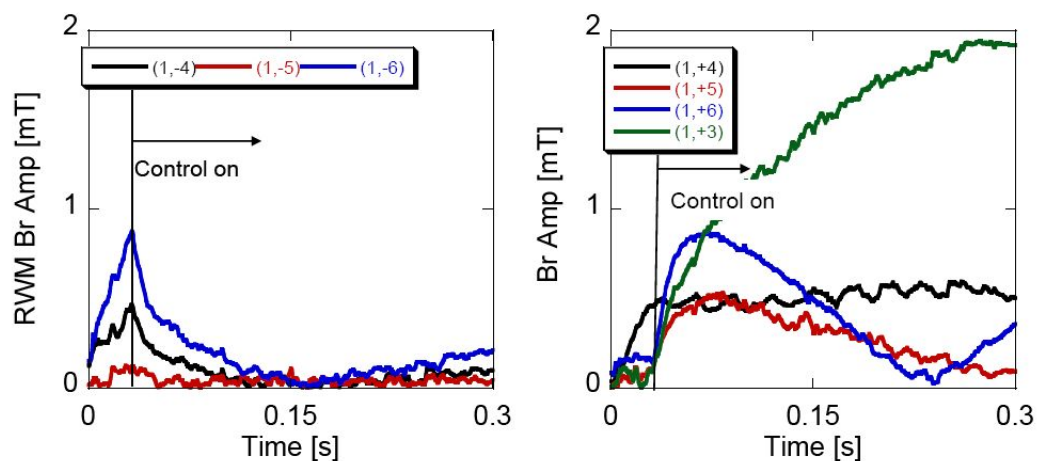 2
(1,-4) (1,-5) (1,-6)
Control on
1
0
RWM Br Amp [mT]
0 0.15 0.3
Time [s]
2
(1,+4)
(1,+5)
(1,+6)
(1,+3)
Control on
1
0
Br Amp [mT]
0 0.15 0.3
Time [s]